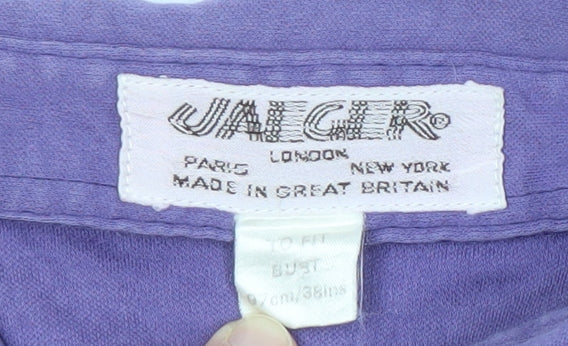 JAEGER®
LONDON
PARIS NEW YORK
MADE IN GREAT BRITAIN
TO FIT
BUST
97cm/38ins